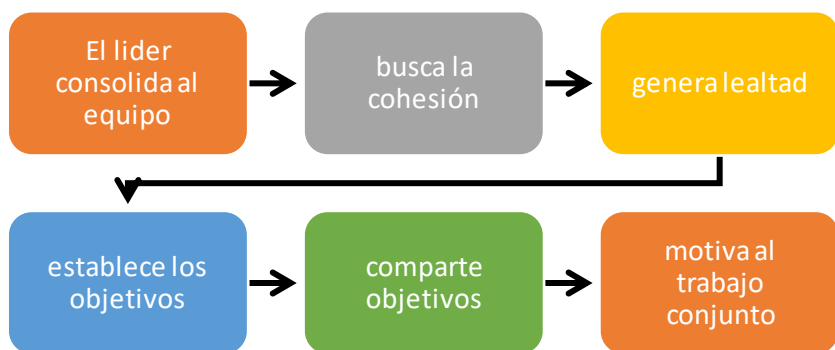 El lider
consolida al
equipo
busca la
cohesión
genera lealtad
establece los
objetivos
comparte
objetivos
motiva al
trabajo
conjunto